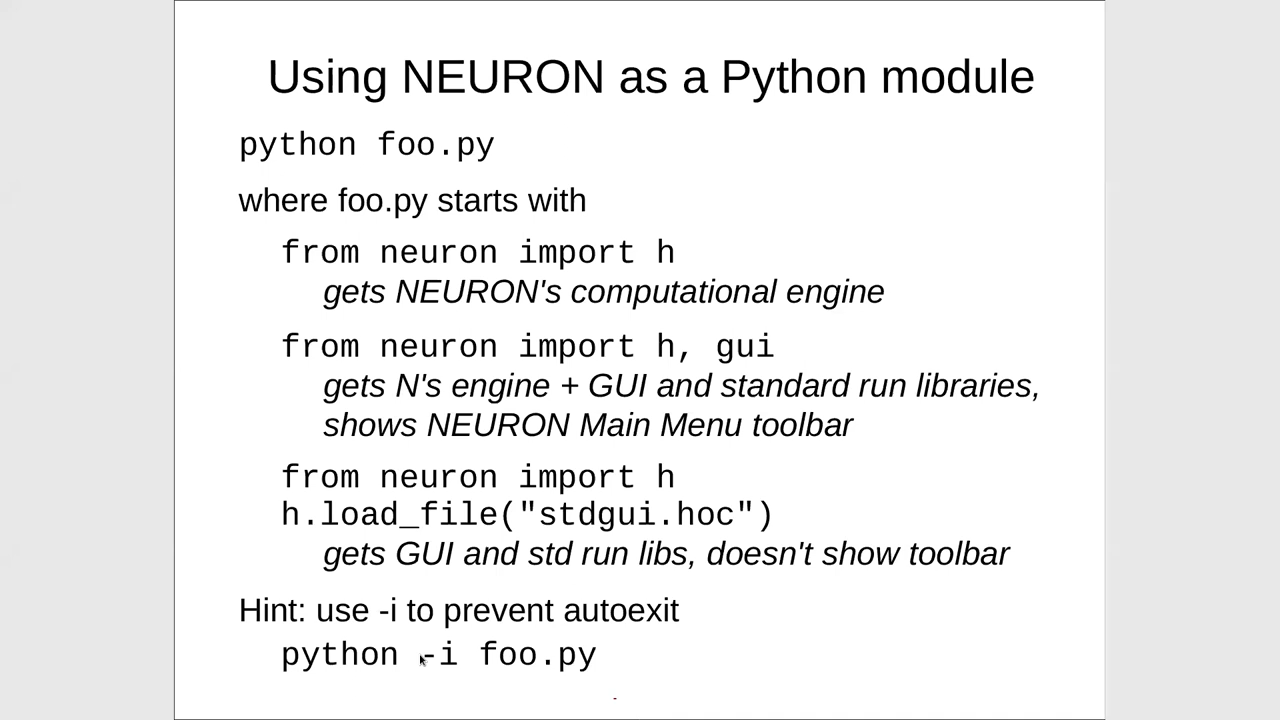 Using NEURON as a Python module
python foo.py
where foo.py starts with
from neuron import h
gets NEURON's computational engine
from neuron import h, gui
gets N's engine + GUI and standard run libraries,
shows NEURON Main Menu toolbar
from neuron import h
h.load_file("stdgui.hoc")
gets GUI and std run libs, doesn't show toolbar
Hint: use -i to prevent autoexit
python -i foo.py
-